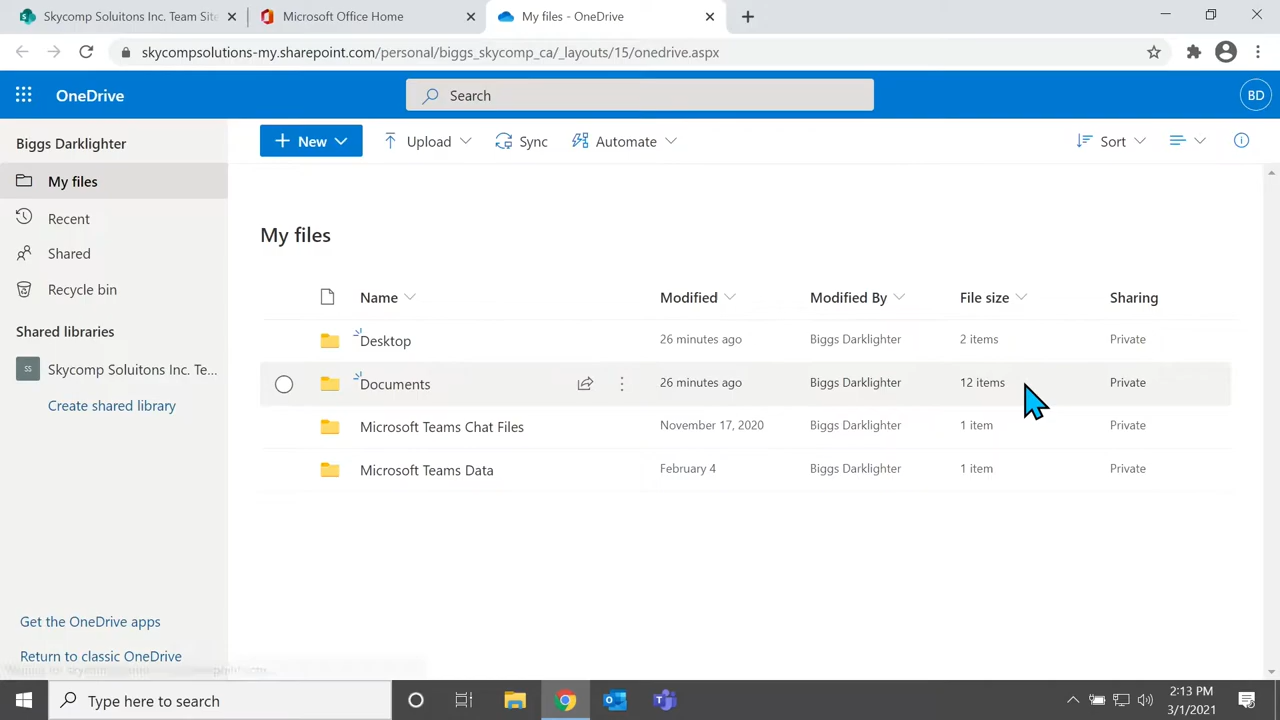 Skycomp Soluitons Inc. Team Site
Microsoft Office Home
My files - OneDrive
skycompsolutions-my.sharepoint.com/personal/biggs_skycomp_ca/_layouts/15/onedrive.aspx
OneDrive
Search
BD
Biggs Darklighter
New
Upload
Sync
Automate
Sort
My files
Recent
Shared
Recycle bin
Shared libraries
SS
Skycomp Soluitons Inc. Te...
Create shared library
Get the OneDrive apps
Return to classic OneDrive
My files
Name Modified Modified By File size Sharing
Desktop 26 minutes ago Biggs Darklighter 2 items Private
Documents 26 minutes ago Biggs Darklighter 12 items Private
Microsoft Teams Chat Files November 17, 2020 Biggs Darklighter 1 item Private
Microsoft Teams Data February 4 Biggs Darklighter 1 item Private
Type here to search
2:13 PM
3/1/2021